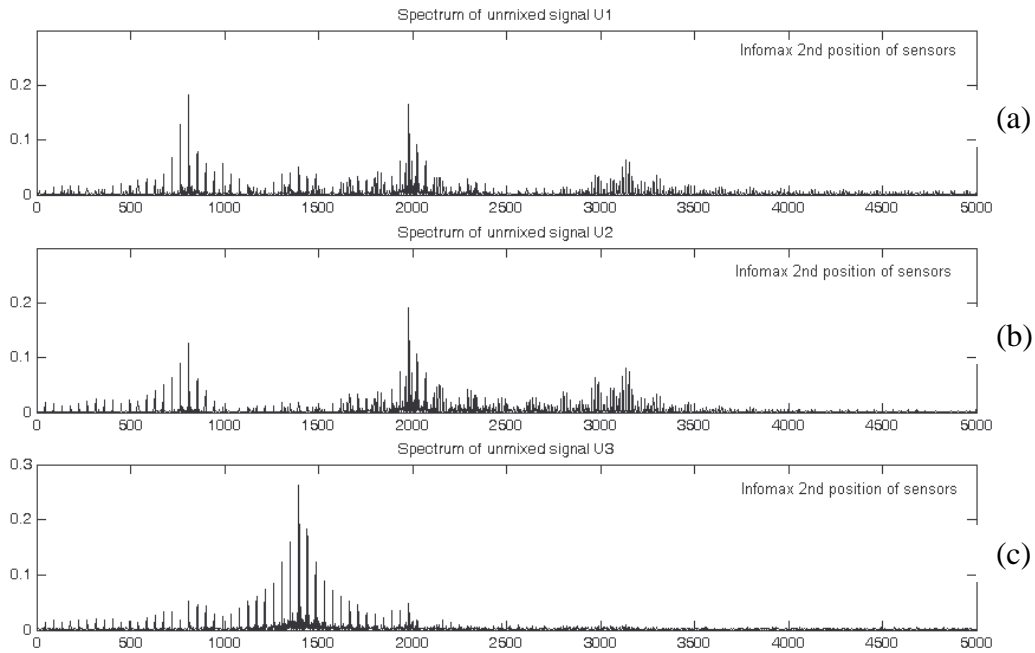 Spectrum of unmixed signal U1
Infomax 2nd position of sensors
0.2
0.1
0
0 500 1000 1500 2000 2500 3000 3500 4000 4500 5000
(a)
Spectrum of unmixed signal U2
Infomax 2nd position of sensors
0.2
0.1
0
0 500 1000 1500 2000 2500 3000 3500 4000 4500 5000
(b)
Spectrum of unmixed signal U3
0.3
Infomax 2nd position of sensors
0.2
0.1
0
0 500 1000 1500 2000 2500 3000 3500 4000 4500 5000
(c)